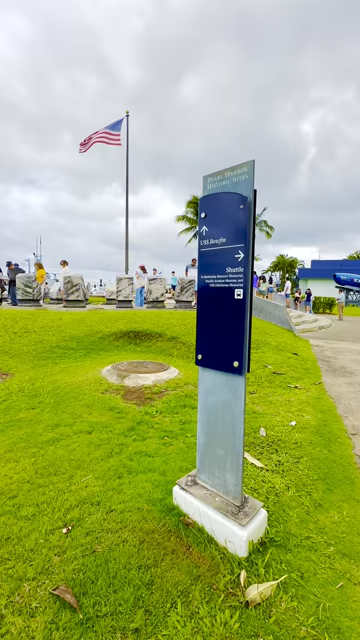 PEARL HARBOR
HISTORIC SITES
USS Bowfin
Shuttle
To Battleship Missouri Memorial,
Pacific Aviation Museum, and
USS Oklahoma Memorial